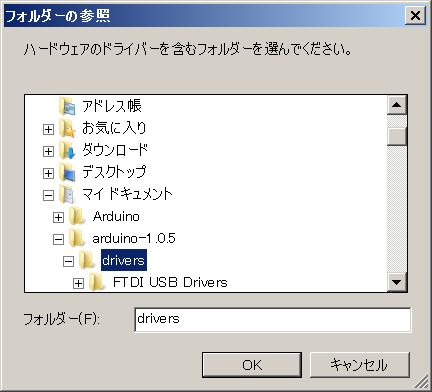 フォルダーの参照
ハードウェアのドライバーを含むフォルダーを選んでください。
アドレス帳
お気に入り
ダウンロード
デスクトップ
マイ ドキュメント
Arduino
arduino-1.0.5
drivers
FTDI USB Drivers
フォルダー(F): drivers
OK キャンセル